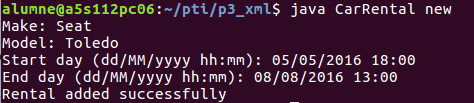 alumne@a5s112pc06:~/pti/p3_xml$ java CarRental new
Make: Seat
Model: Toledo
Start day (dd/MM/yyyy hh:mm): 05/05/2016 18:00
End day (dd/MM/yyyy hh:mm): 08/08/2016 13:00
Rental added successfully